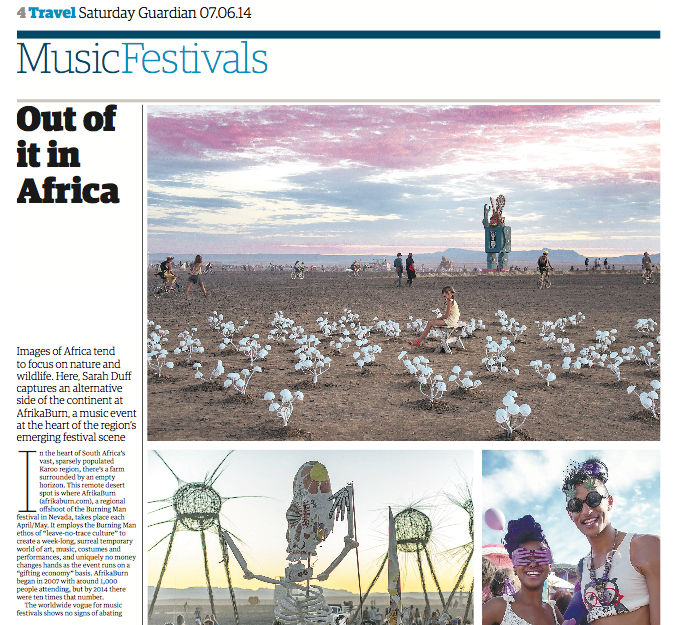 4 Travel Saturday Guardian 07.06.14
MusicFestivals
Out of
it in
Africa
Images of Africa tend
to focus on nature and
wildlife. Here, Sarah Duff
captures an alternative
side of the continent at
AfrikaBurn, a music event
at the heart of the region's
emerging festival scene
In the heart of South Africa's
vast, sparsely populated
Karoo region, there's a farm
surrounded by an empty
horizon. This remote desert
spot is where AfrikaBurn
(afrikaburn.com), a regional
offshoot of the Burning Man
festival in Nevada, takes place each
April/May. It employs the Burning Man
ethos of "leave-no-trace culture" to
create a week-long, surreal temporary
world of art, music, costumes and
performances, and uniquely no money
changes hands as the event runs on a
"gifting economy" basis. AfrikaBurn
began in 2007 with around 1,000
people attending, but by 2014 there
were ten times that number.
The worldwide vogue for music
festivals shows no signs of abating